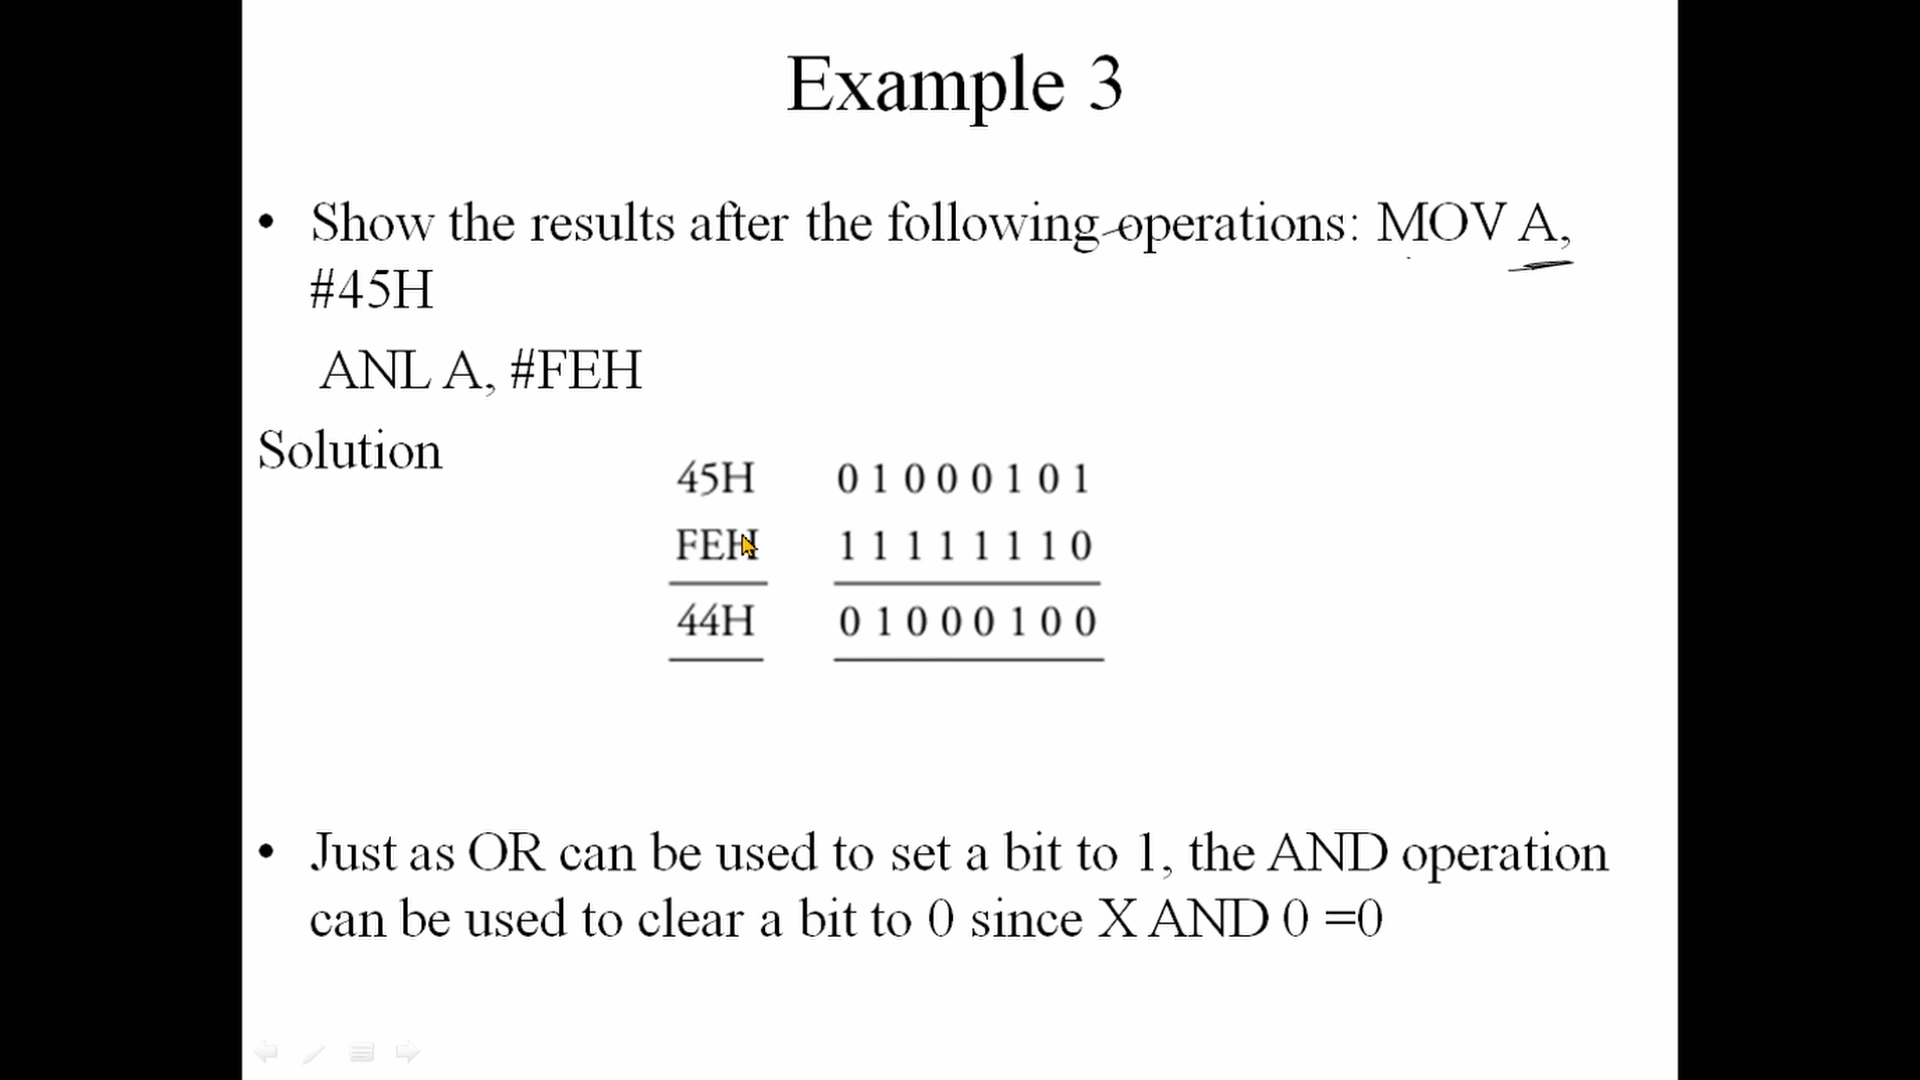 Example 3
• Show the results after the following operations: MOV A,
#45H
ANL A, #FEH
Solution
45H 0 1 0 0 0 1 0 1
FEH 1 1 1 1 1 1 1 0
44H 0 1 0 0 0 1 0 0
• Just as OR can be used to set a bit to 1, the AND operation
can be used to clear a bit to 0 since X AND 0 =0